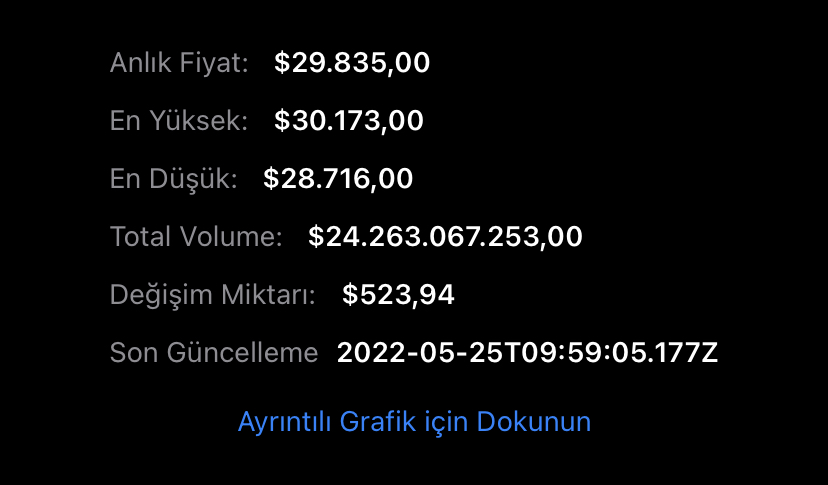 Anlık Fiyat: $29.835,00
En Yüksek: $30.173,00
En Düşük: $28.716,00
Total Volume: $24.263.067.253,00
Değişim Miktarı: $523,94
Son Güncelleme 2022-05-25T09:59:05.177Z
Ayrıntılı Grafik için Dokunun